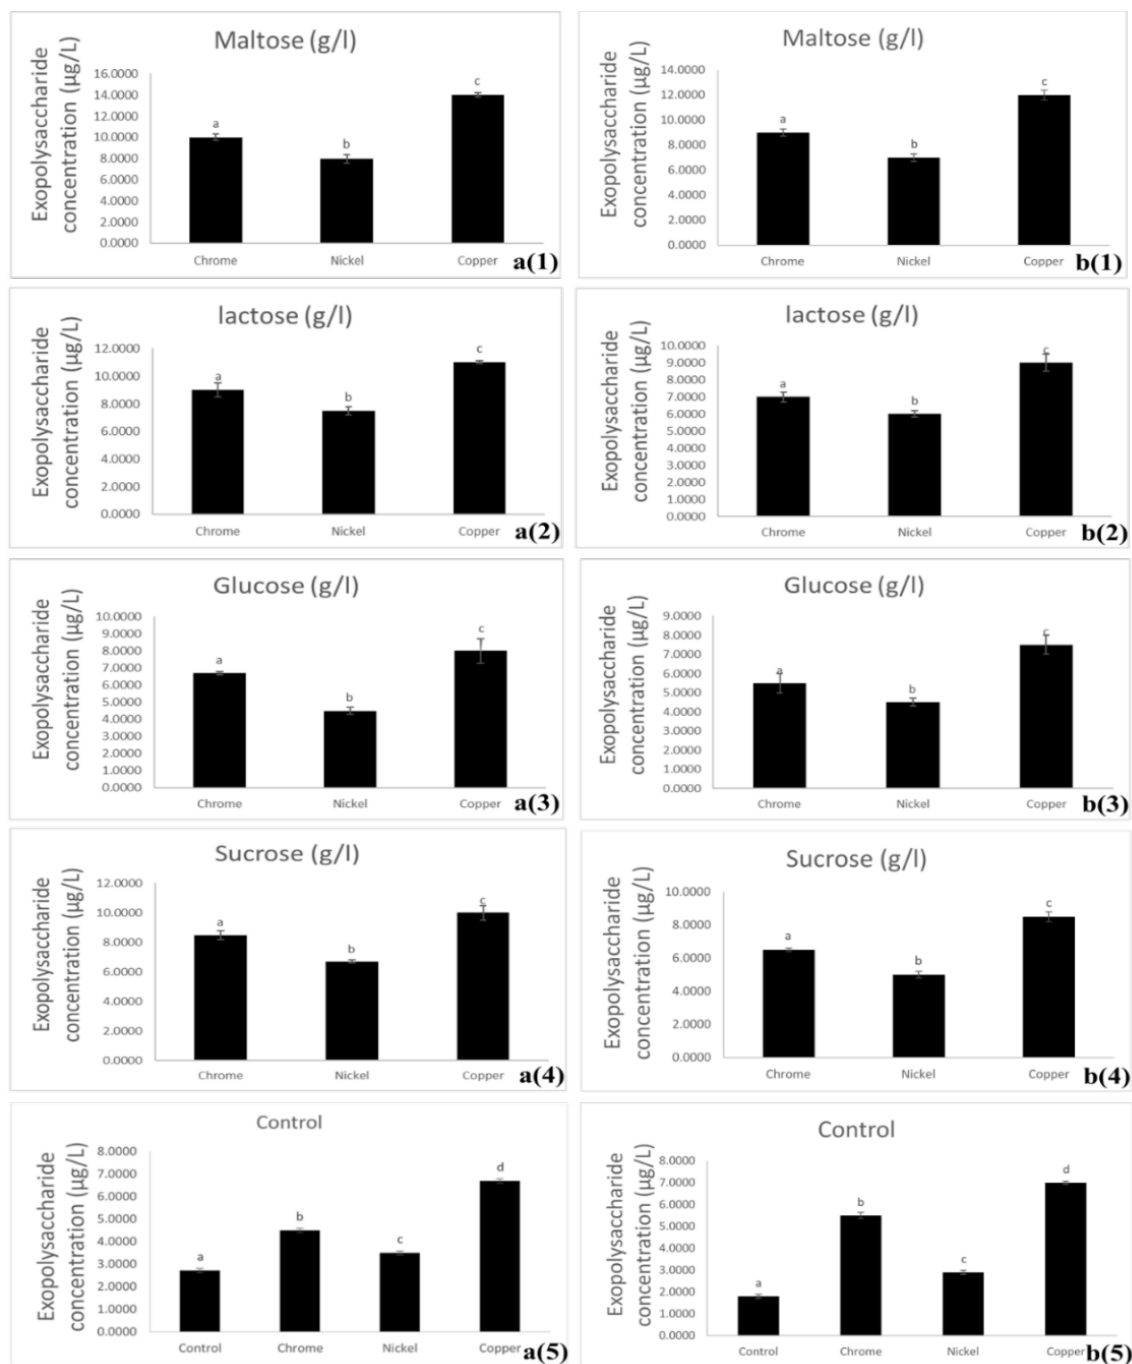 Maltose (g/l)
Exopolysaccharide
concentration (µg/L)
16.0000
14.0000
12.0000
10.0000
8.0000
6.0000
4.0000
2.0000
0.0000
a
b
c
Chrome Nickel Copper
a(1)
Maltose (g/l)
Exopolysaccharide
concentration (µg/L)
14.0000
12.0000
10.0000
8.0000
6.0000
4.0000
2.0000
0.0000
a
b
c
Chrome Nickel Copper
b(1)
lactose (g/l)
Exopolysaccharide
concentration (µg/L)
12.0000
10.0000
8.0000
6.0000
4.0000
2.0000
0.0000
a
b
c
Chrome Nickel Copper
a(2)
lactose (g/l)
Exopolysaccharide
concentration (µg/L)
10.0000
9.0000
8.0000
7.0000
6.0000
5.0000
4.0000
3.0000
2.0000
1.0000
0.0000
a
b
c
Chrome Nickel Copper
b(2)
Glucose (g/l)
Exopolysaccharide
concentration (µg/L)
10.0000
9.0000
8.0000
7.0000
6.0000
5.0000
4.0000
3.0000
2.0000
1.0000
0.0000
a
b
c
Chrome Nickel Copper
a(3)
Glucose (g/l)
Exopolysaccharide
concentration (µg/L)
9.0000
8.0000
7.0000
6.0000
5.0000
4.0000
3.0000
2.0000
1.0000
0.0000
a
b
c
Chrome Nickel Copper
b(3)
Sucrose (g/l)
Exopolysaccharide
concentration (µg/L)
12.0000
10.0000
8.0000
6.0000
4.0000
2.0000
0.0000
a
b
c
Chrome Nickel Copper
a(4)
Sucrose (g/l)
Exopolysaccharide
concentration (µg/L)
10.0000
8.0000
6.0000
4.0000
2.0000
0.0000
a
b
c
Chrome Nickel Copper
b(4)
Control
Exopolysaccharide
concentration (µg/L)
8.0000
7.0000
6.0000
5.0000
4.0000
3.0000
2.0000
1.0000
0.0000
a
b
c
d
Control Chrome Nickel Copper
a(5)
Control
Exopolysaccharide
concentration (µg/L)
8.0000
7.0000
6.0000
5.0000
4.0000
3.0000
2.0000
1.0000
0.0000
a
b
c
d
Control Chrome Nickel Copper
b(5)